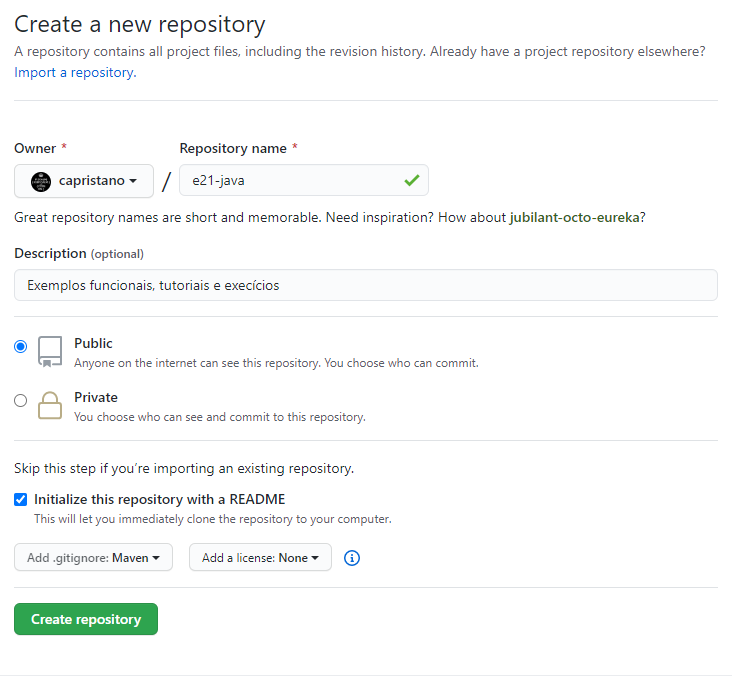 Create a new repository
A repository contains all project files, including the revision history. Already have a project repository elsewhere?
Import a repository.
Owner * Repository name *
capristano / e21-java
Great repository names are short and memorable. Need inspiration? How about jubilant-octo-eureka?
Description (optional)
Exemplos funcionais, tutoriais e execícios
Public
Anyone on the internet can see this repository. You choose who can commit.
Private
You choose who can see and commit to this repository.
Skip this step if you’re importing an existing repository.
Initialize this repository with a README
This will let you immediately clone the repository to your computer.
Add .gitignore: Maven Add a license: None
Create repository